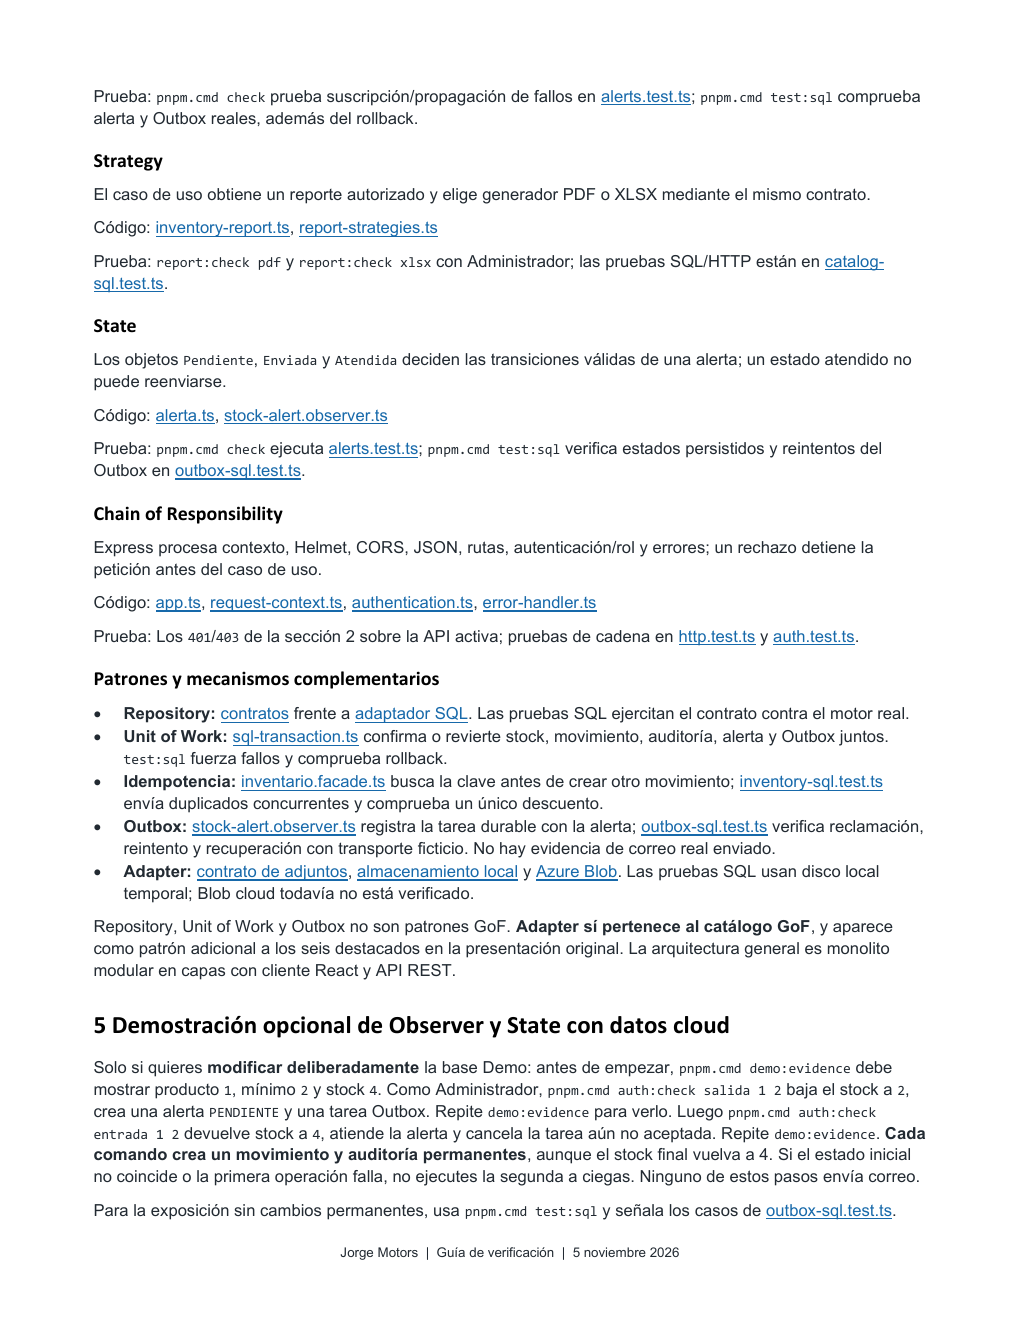 Prueba: pnpm.cmd check prueba suscripción/propagación de fallos en alerts.test.ts; pnpm.cmd test:sql comprueba
alerta y Outbox reales, además del rollback.
Strategy
El caso de uso obtiene un reporte autorizado y elige generador PDF o XLSX mediante el mismo contrato.
Código: inventory-report.ts, report-strategies.ts
Prueba: report:check pdf y report:check xlsx con Administrador; las pruebas SQL/HTTP están en catalog-
sql.test.ts.
State
Los objetos Pendiente, Enviada y Atendida deciden las transiciones válidas de una alerta; un estado atendido no
puede reenviarse.
Código: alerta.ts, stock-alert.observer.ts
Prueba: pnpm.cmd check ejecuta alerts.test.ts; pnpm.cmd test:sql verifica estados persistidos y reintentos del
Outbox en outbox-sql.test.ts.
Chain of Responsibility
Express procesa contexto, Helmet, CORS, JSON, rutas, autenticación/rol y errores; un rechazo detiene la
petición antes del caso de uso.
Código: app.ts, request-context.ts, authentication.ts, error-handler.ts
Prueba: Los 401/403 de la sección 2 sobre la API activa; pruebas de cadena en http.test.ts y auth.test.ts.
Patrones y mecanismos complementarios
• Repository: contratos frente a adaptador SQL. Las pruebas SQL ejercitan el contrato contra el motor real.
• Unit of Work: sql-transaction.ts confirma o revierte stock, movimiento, auditoría, alerta y Outbox juntos.
test:sql fuerza fallos y comprueba rollback.
• Idempotencia: inventario.facade.ts busca la clave antes de crear otro movimiento; inventory-sql.test.ts
envía duplicados concurrentes y comprueba un único descuento.
• Outbox: stock-alert.observer.ts registra la tarea durable con la alerta; outbox-sql.test.ts verifica reclamación,
reintento y recuperación con transporte ficticio. No hay evidencia de correo real enviado.
• Adapter: contrato de adjuntos, almacenamiento local y Azure Blob. Las pruebas SQL usan disco local
temporal; Blob cloud todavía no está verificado.
Repository, Unit of Work y Outbox no son patrones GoF. Adapter sí pertenece al catálogo GoF, y aparece
como patrón adicional a los seis destacados en la presentación original. La arquitectura general es monolito
modular en capas con cliente React y API REST.
5 Demostración opcional de Observer y State con datos cloud
Solo si quieres modificar deliberadamente la base Demo: antes de empezar, pnpm.cmd demo:evidence debe
mostrar producto 1, mínimo 2 y stock 4. Como Administrador, pnpm.cmd auth:check salida 1 2 baja el stock a 2,
crea una alerta PENDIENTE y una tarea Outbox. Repite demo:evidence para verlo. Luego pnpm.cmd auth:check
entrada 1 2 devuelve stock a 4, atiende la alerta y cancela la tarea aún no aceptada. Repite demo:evidence. Cada
comando crea un movimiento y auditoría permanentes, aunque el stock final vuelva a 4. Si el estado inicial
no coincide o la primera operación falla, no ejecutes la segunda a ciegas. Ninguno de estos pasos envía correo.
Para la exposición sin cambios permanentes, usa pnpm.cmd test:sql y señala los casos de outbox-sql.test.ts.
Jorge Motors | Guía de verificación | 5 noviembre 2026